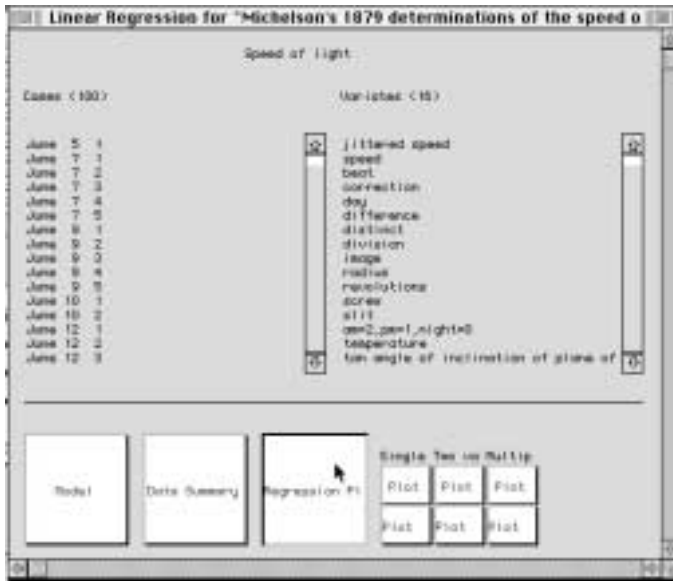 Linear Regression for "Michelson's 1879 determinations of the speed o
Speed of light
Cases (100)
Variates (16)
June 5 1
June 7 1
June 7 2
June 7 3
June 7 4
June 7 5
June 9 1
June 9 2
June 9 3
June 9 4
June 9 5
June 10 1
June 10 2
June 12 1
June 12 2
June 12 3
jittered speed
speed
beat
correction
day
difference
distinct
division
image
radius
revolutions
screw
slit
am=2,pm=1,night=0
temperature
tan angle of inclination of plane of
Model
Data Summary
Regression Fi
Single Two va Multip
Plot Plot Plot
Plot Plot Plot